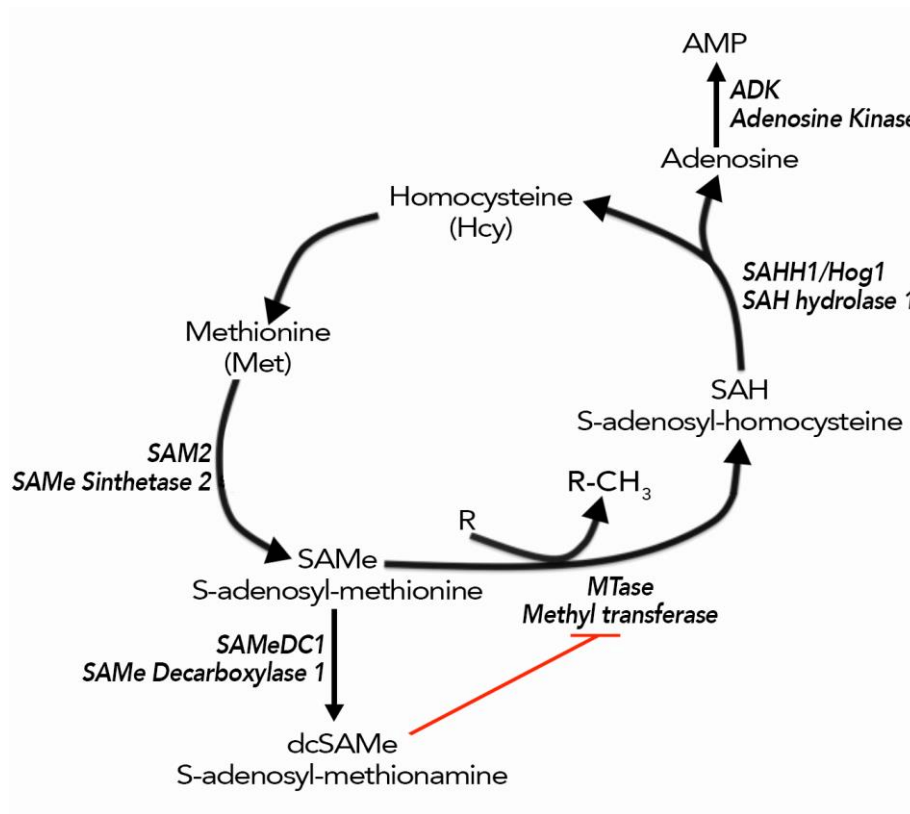 AMP
ADK
Adenosine Kinase
Adenosine
Homocysteine
(Hcy)
SAHH1/Hog1
SAH hydrolase 1
Methionine
(Met)
SAH
S-adenosyl-homocysteine
SAM2
SAMe Sinthetase 2
R-CH₃
R
SAMe
S-adenosyl-methionine
MTase
Methyl transferase
SAMeDC1
SAMe Decarboxylase 1
dcSAMe
S-adenosyl-methionamine